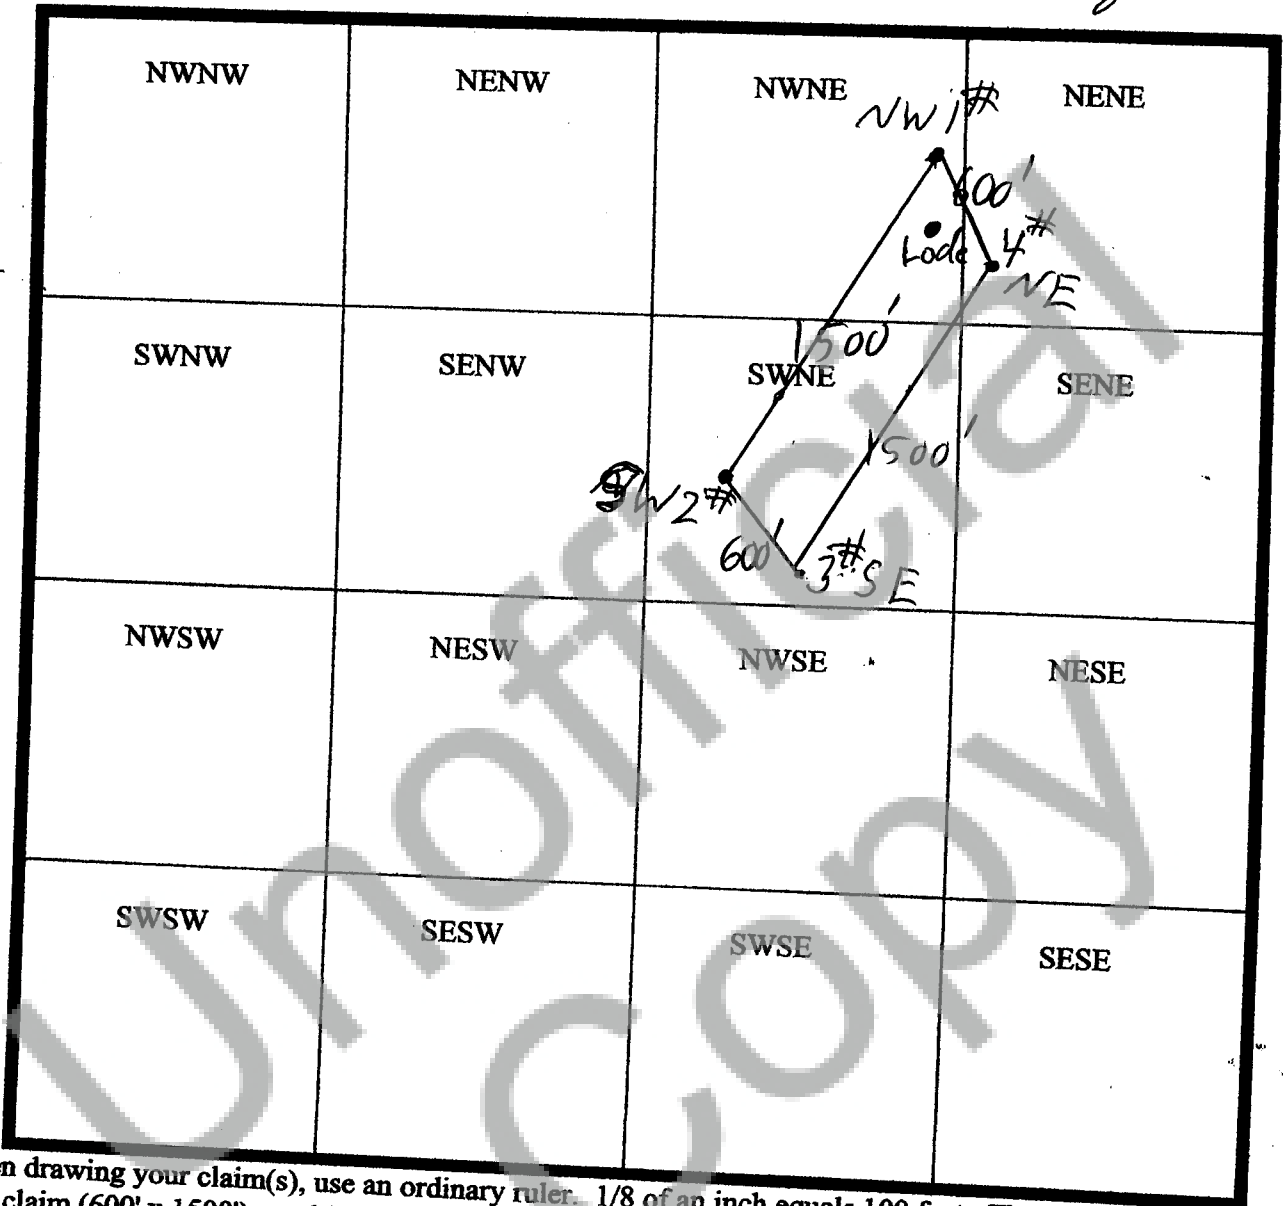 NWNW NENW NWNE NENE
NW 1#
600'
Lode 4#
NE
1500'
SWNW SENW SWNE SENE
1500'
SW 2#
600' 3# SE
NWSW NESW NWSE NESE
SWSW SESW SWSE SESE
Unofficial
Copy
n drawing your claim(s), use an ordinary ruler. 1/8 of an inch equals 100
claim (600' x 1500')